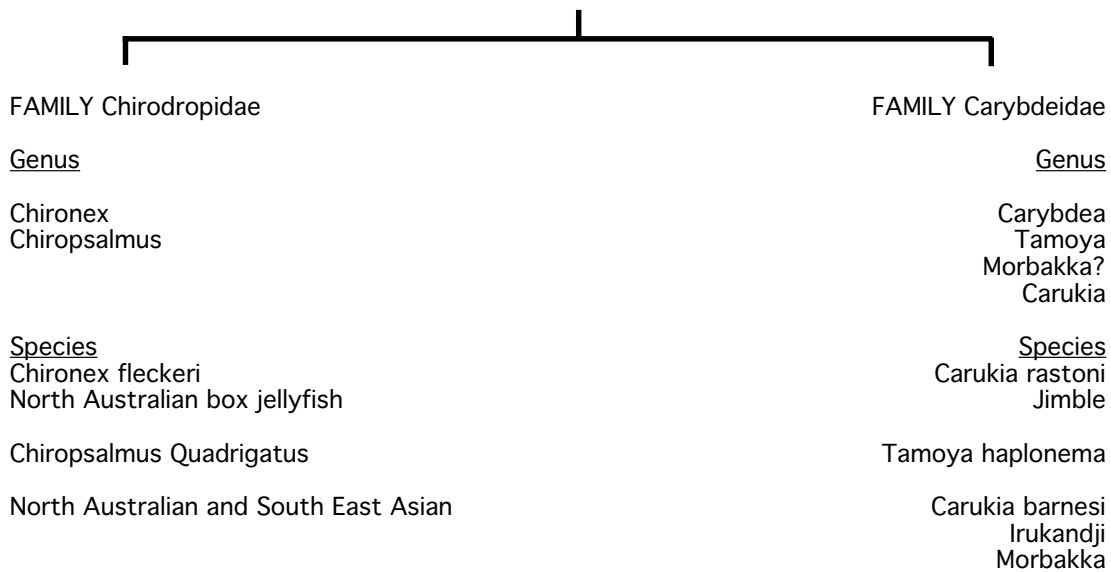 FAMILY Chirodropidae
Genus
Chironex
Chiropsalmus
Species
Chironex fleckeri
North Australian box jellyfish
Chiropsalmus Quadrigatus
North Australian and South East Asian
FAMILY Carybdeidae
Genus
Carybdea
Tamoya
Morbakka?
Carukia
Species
Carukia rastoni
Jimble
Tamoya haplonema
Carukia barnesi
Irukandji
Morbakka